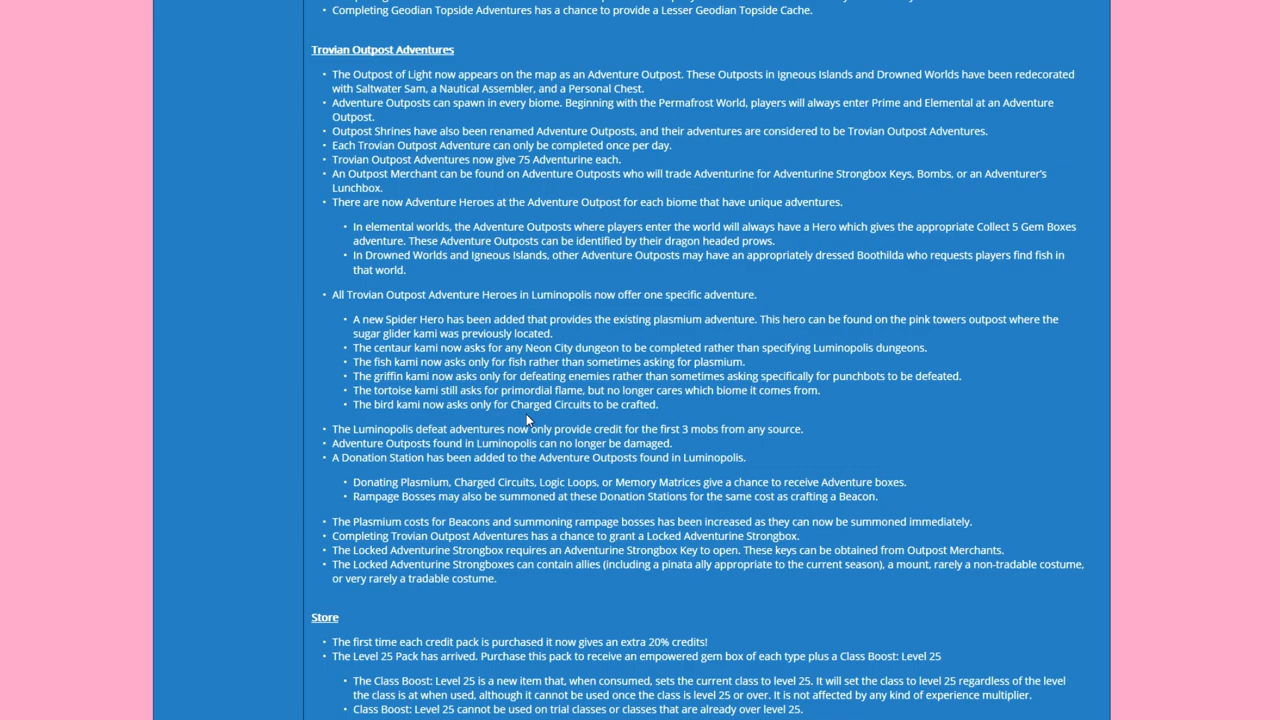 • Completing Geodian Topside Adventures has a chance to provide a Lesser Geodian Topside Cache.
Trovian Outpost Adventures
• The Outpost of Light now appears on the map as an Adventure Outpost. These Outposts in Igneous Islands and Drowned Worlds have been redecorated
with Saltwater Sam, a Nautical Assembler, and a Personal Chest.
• Adventure Outposts can spawn in every biome. Beginning with the Permafrost World, players will always enter Prime and Elemental at an Adventure
Outpost.
• Outpost Shrines have also been renamed Adventure Outposts, and their adventures are considered to be Trovian Outpost Adventures.
• Each Trovian Outpost Adventure can only be completed once per day.
• Trovian Outpost Adventures now give 75 Adventurine each.
• An Outpost Merchant can be found on Adventure Outposts who will trade Adventurine for Adventurine Strongbox Keys, Bombs, or an Adventurer's
Lunchbox.
• There are now Adventure Heroes at the Adventure Outpost for each biome that have unique adventures.
• In elemental worlds, the Adventure Outposts where players enter the world will always have a Hero which gives the appropriate Collect 5 Gem Boxes
adventure. These Adventure Outposts can be identified by their dragon headed prows.
• In Drowned Worlds and Igneous Islands, other Adventure Outposts may have an appropriately dressed Boothilda who requests players find fish in
that world.
• All Trovian Outpost Adventure Heroes in Luminopolis now offer one specific adventure.
• A new Spider Hero has been added that provides the existing plasmium adventure. This hero can be found on the pink towers outpost where the
sugar glider kami was previously located.
• The centaur kami now asks for any Neon City dungeon to be completed rather than specifying Luminopolis dungeons.
• The fish kami now asks only for fish rather than sometimes asking for plasmium.
• The griffin kami now asks only for defeating enemies rather than sometimes asking specifically for punchbots to be defeated.
• The tortoise kami still asks for primordial flame, but no longer cares which biome it comes from.
• The bird kami now asks only for Charged Circuits to be crafted.
• The Luminopolis defeat adventures now only provide credit for the first 3 mobs from any source.
• Adventure Outposts found in Luminopolis can no longer be damaged.
• A Donation Station has been added to the Adventure Outposts found in Luminopolis.
• Donating Plasmium, Charged Circuits, Logic Loops, or Memory Matrices give a chance to receive Adventure boxes.
• Rampage Bosses may also be summoned at these Donation Stations for the same cost as crafting a Beacon.
• The Plasmium costs for Beacons and summoning rampage bosses has been increased as they can now be summoned immediately.
• Completing Trovian Outpost Adventures has a chance to grant a Locked Adventurine Strongbox.
• The Locked Adventurine Strongbox requires an Adventurine Strongbox Key to open. These keys can be obtained from Outpost Merchants.
• The Locked Adventurine Strongboxes can contain allies (including a pinata ally appropriate to the current season), a mount, rarely a non-tradable costume,
or very rarely a tradable costume.
Store
• The first time each credit pack is purchased it now gives an extra 20% credits!
• The Level 25 Pack has arrived. Purchase this pack to receive an empowered gem box of each type plus a Class Boost: Level 25
• The Class Boost: Level 25 is a new item that, when consumed, sets the current class to level 25. It will set the class to level 25 regardless of the level
the class is at when used, although it cannot be used once the class is level 25 or over. It is not affected by any kind of experience multiplier.
• Class Boost: Level 25 cannot be used on trial classes or classes that are already over level 25.